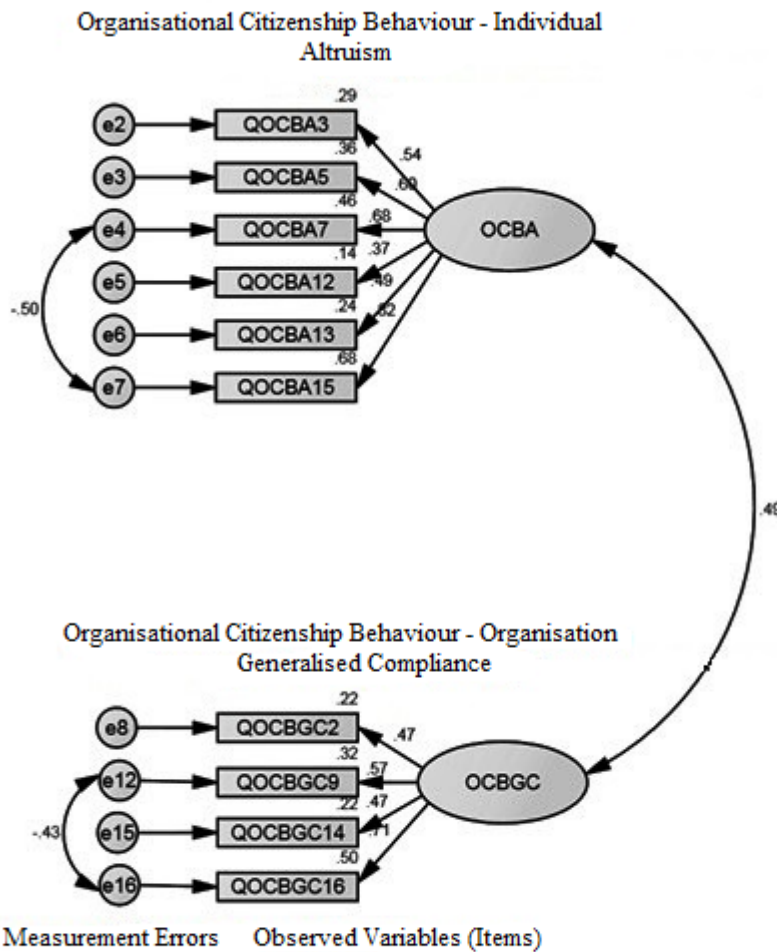 Organisational Citizenship Behaviour - Individual
Altruism
.29
e2 QOCBA3
.54
.36
e3 QOCBA5
.60
.46
e4 QOCBA7 .68 OCBA
.14 .37
e5 QOCBA12 .49
-.50
.24 .82
e6 QOCBA13
.68
e7 QOCBA15
.49
Organisational Citizenship Behaviour - Organisation
Generalised Compliance
.22
e8 QOCBGC2 .47
.32
e12 QOCBGC9 .57 OCBGC
.22 .47
-.43 e15 QOCBGC14 .71
.50
e16 QOCBGC16
Measurement Errors Observed Variables (Items)